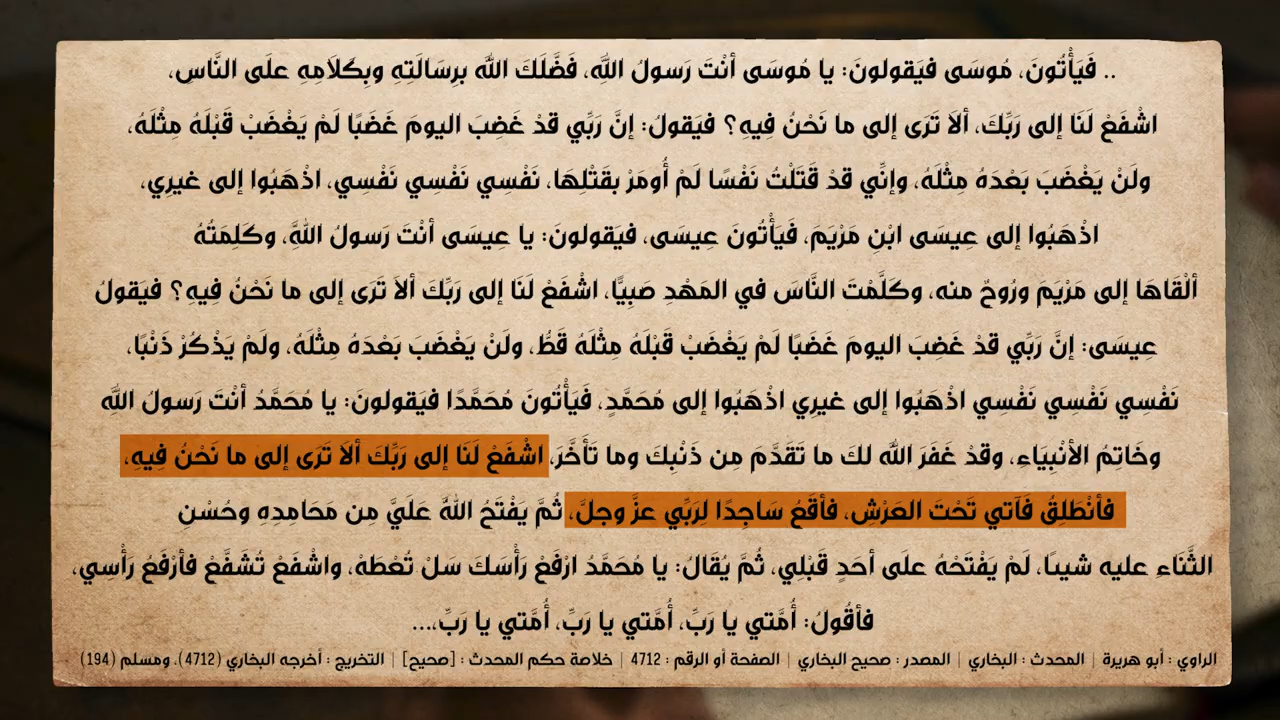 .. فَيَأْتُونَ، مُوسَى فيَقولونَ: يا مُوسَى أنْتَ رَسولُ اللَّهِ، فَضَّلَكَ اللَّهُ برِسَالَتِهِ وبِكَلَامِهِ علَى النَّاسِ،
اشْفَعْ لَنَا إلى رَبِّكَ، ألَا تَرَى إلى ما نَحْنُ فِيهِ؟ فيَقولُ: إنَّ رَبِّي قدْ غَضِبَ اليومَ غَضَبًا لَمْ يَغْضَبْ قَبْلَهُ مِثْلَهُ،
ولَنْ يَغْضَبَ بَعْدَهُ مِثْلَهُ، وإنِّي قدْ قَتَلْتُ نَفْسًا لَمْ أُومَرْ بقَتْلِهَا، نَفْسِي نَفْسِي نَفْسِي، اذْهَبُوا إلى غيرِي،
اذْهَبُوا إلى عِيسَى ابْنِ مَرْيَمَ، فَيَأْتُونَ عِيسَى، فيَقولونَ: يا عِيسَى أنْتَ رَسولُ اللَّهِ، وكَلِمَتُهُ
ألْقَاهَا إلى مَرْيَمَ ورُوحٌ منه، وكَلَّمْتَ النَّاسَ في المَهْدِ صَبِيًّا، اشْفَعْ لَنَا إلى رَبِّكَ ألَا تَرَى إلى ما نَحْنُ فِيهِ؟ فيَقولُ
عِيسَى: إنَّ رَبِّي قدْ غَضِبَ اليومَ غَضَبًا لَمْ يَغْضَبْ قَبْلَهُ مِثْلَهُ قَطُّ، ولَنْ يَغْضَبَ بَعْدَهُ مِثْلَهُ، ولَمْ يَذْكُرْ ذَنْبًا،
نَفْسِي نَفْسِي نَفْسِي اذْهَبُوا إلى غيرِي اذْهَبُوا إلى مُحَمَّدٍ، فَيَأْتُونَ مُحَمَّدًا فيَقولونَ: يا مُحَمَّدُ أنْتَ رَسولُ اللَّهِ
وخَاتِمُ الأنْبِيَاءِ، وقدْ غَفَرَ اللَّهُ لكَ ما تَقَدَّمَ مِن ذَنْبِكَ وما تَأَخَّرَ، اشْفَعْ لَنَا إلى رَبِّكَ ألَا تَرَى إلى ما نَحْنُ فِيهِ،
فأنْطَلِقُ فَآتي تَحْتَ العَرْشِ، فأقَعُ سَاجِدًا لِرَبِّي عزَّ وجلَّ، ثُمَّ يَفْتَحُ اللَّهُ عَلَيَّ مِن مَحَامِدِهِ وحُسْنِ
الثَّنَاءِ عليه شيئًا، لَمْ يَفْتَحْهُ علَى أحَدٍ قَبْلِي، ثُمَّ يُقَالُ: يا مُحَمَّدُ ارْفَعْ رَأْسَكَ سَلْ تُعْطَهْ، واشْفَعْ تُشَفَّعْ فأرْفَعُ رَأْسِي،
فأقُولُ: أُمَّتي يا رَبِّ، أُمَّتي يا رَبِّ، أُمَّتي يا رَبِّ،...
الراوي : أبو هريرة | المحدث : البخاري | المصدر : صحيح البخاري | الصفحة أو الرقم : 4712 | خلاصة حكم المحدث : [صحيح] | التخريج : أخرجه البخاري (4712)، ومسلم (194)